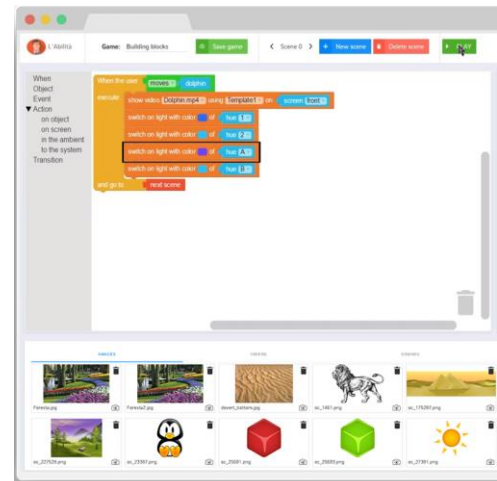 L'Abilità
Game: Building blocks
Save game
Scene 0
+ New scene
Delete scene
PLAY
When
Object
Event
Action
on object
on screen
in the ambient
to the system
Transition
When the user moves dolphin
execute show video Dolphin.mp4 using Template1 on screen front
switch on light with color of hue 1
switch on light with color of hue 2
switch on light with color of hue A
switch on light with color of hue B
and go to next scene
IMAGES
Foresta.jpg
Foresta2.jpg